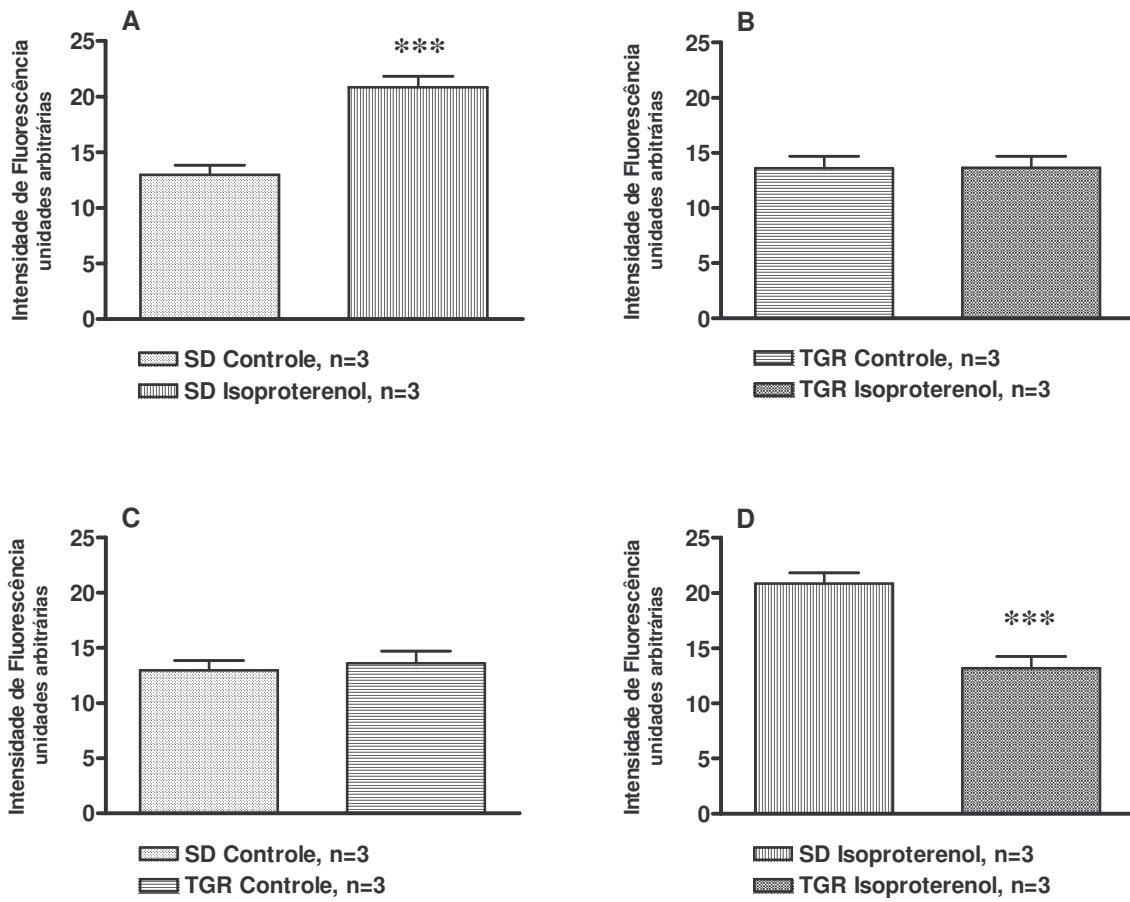 A
Intensidade de Fluorescência
unidades arbitrárias
25
20
15
10
5
0
***
SD Controle, n=3
SD Isoproterenol, n=3
B
Intensidade de Fluorescência
unidades arbitrárias
25
20
15
10
5
0
TGR Controle, n=3
TGR Isoproterenol, n=3
C
Intensidade de Fluorescência
unidades arbitrárias
25
20
15
10
5
0
SD Controle, n=3
TGR Controle, n=3
D
Intensidade de Fluorescência
unidades arbitrárias
25
20
15
10
5
0
***
SD Isoproterenol, n=3
TGR Isoproterenol, n=3